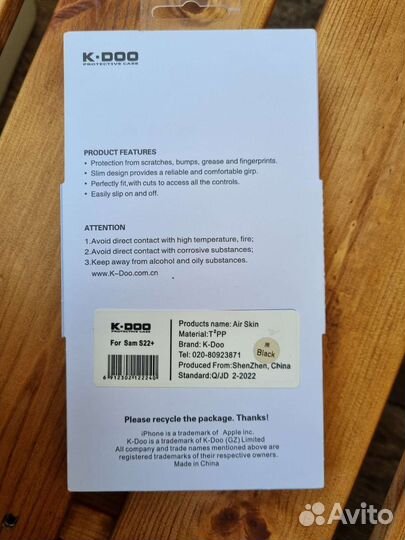 K-DOO
PROTECTIVE CASE
PRODUCT FEATURES
• Protection from scratches, bumps, grease and fingerprints.
• Slim design provides a reliable and comfortable girp.
• Perfectly fit,with cuts to access all the controls.
• Easily slip on and off.
ATTENTION
1.Avoid direct contact with high temperature, fire;
2.Avoid direct contact with corrosive substances;
3.Keep away from alcohol and oily substances.
www.K-Doo.com.cn
K-DOO
PROTECTIVE CASE
For Sam S22+
6 912302 122240
Products name: Air Skin
Material:T²PP
Brand: K-Doo
Tel: 020-80923871
Produced From:ShenZhen, China
Standard:Q/JD 2-2022
Black
Please recycle the package. Thanks!
iPhone is a trademark of Apple inc.
K-Doo is a trademark of K-Doo (GZ) Limited
All company and trade names mentioned above are
registered trademarks of their respective owners.
Made in China
Avito